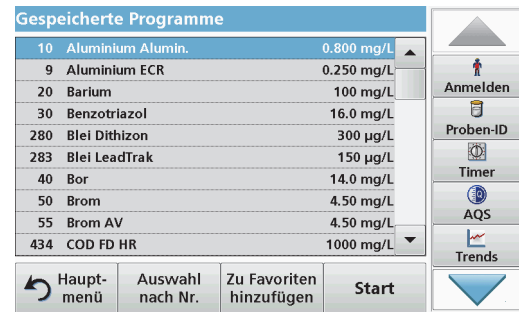 Gespeicherte Programme
10 Aluminium Alumin. 0.800 mg/L
9 Aluminium ECR 0.250 mg/L
20 Barium 100 mg/L
30 Benzotriazol 16.0 mg/L
280 Blei Dithizon 300 µg/L
283 Blei LeadTrak 150 µg/L
40 Bor 14.0 mg/L
50 Brom 4.50 mg/L
55 Brom AV 4.50 mg/L
434 COD FD HR 1000 mg/L
Anmelden
Proben-ID
Timer
AQS
Trends
Haupt-
menü
Auswahl
nach Nr.
Zu Favoriten
hinzufügen
Start